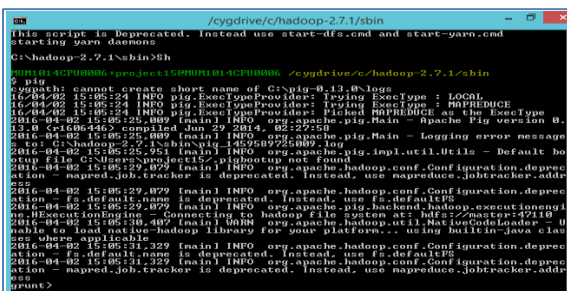 /cygdrive/c/hadoop-2.7.1/sbin
This script is Deprecated. Instead use start-dfs.cmd and start-yarn.cmd
starting yarn daemons
C:\hadoop-2.7.1\sbin>Sh
MUM1014CPU0006+project15@MUM1014CPU0006 /cygdrive/c/hadoop-2.7.1/sbin
$ pig
cygpath: cannot create short name of C:\pig-0.13.0\logs
16/04/02 15:05:24 INFO pig.ExecTypeProvider: Trying ExecType : LOCAL
16/04/02 15:05:24 INFO pig.ExecTypeProvider: Trying ExecType : MAPREDUCE
16/04/02 15:05:24 INFO pig.ExecTypeProvider: Picked MAPREDUCE as the ExecType
2016-04-02 15:05:25,009 [main] INFO  org.apache.pig.Main - Apache Pig version 0.
13.0 (r1606446) compiled Jun 29 2014, 02:27:58
2016-04-02 15:05:25,009 [main] INFO  org.apache.pig.Main - Logging error message
s to: C:\hadoop-2.7.1\sbin\pig_1459589725009.log
2016-04-02 15:05:25,951 [main] INFO  org.apache.pig.impl.util.Utils - Default bo
otup file C:\Users\project15/.pigbootup not found
2016-04-02 15:05:29,079 [main] INFO  org.apache.hadoop.conf.Configuration.deprec
ation - mapred.job.tracker is deprecated. Instead, use mapreduce.jobtracker.addr
ess
2016-04-02 15:05:29,079 [main] INFO  org.apache.hadoop.conf.Configuration.deprec
ation - fs.default.name is deprecated. Instead, use fs.defaultFS
2016-04-02 15:05:29,079 [main] INFO  org.apache.pig.backend.hadoop.executionengi
ne.HExecutionEngine - Connecting to hadoop file system at: hdfs://master:47110
2016-04-02 15:05:30,407 [main] WARN  org.apache.hadoop.util.NativeCodeLoader - U
nable to load native-hadoop library for your platform... using builtin-java clas
ses where applicable
2016-04-02 15:05:31,329 [main] INFO  org.apache.hadoop.conf.Configuration.deprec
ation - fs.default.name is deprecated. Instead, use fs.defaultFS
2016-04-02 15:05:31,329 [main] INFO  org.apache.hadoop.conf.Configuration.deprec
ation - mapred.job.tracker is deprecated. Instead, use mapreduce.jobtracker.addr
ess
grunt>